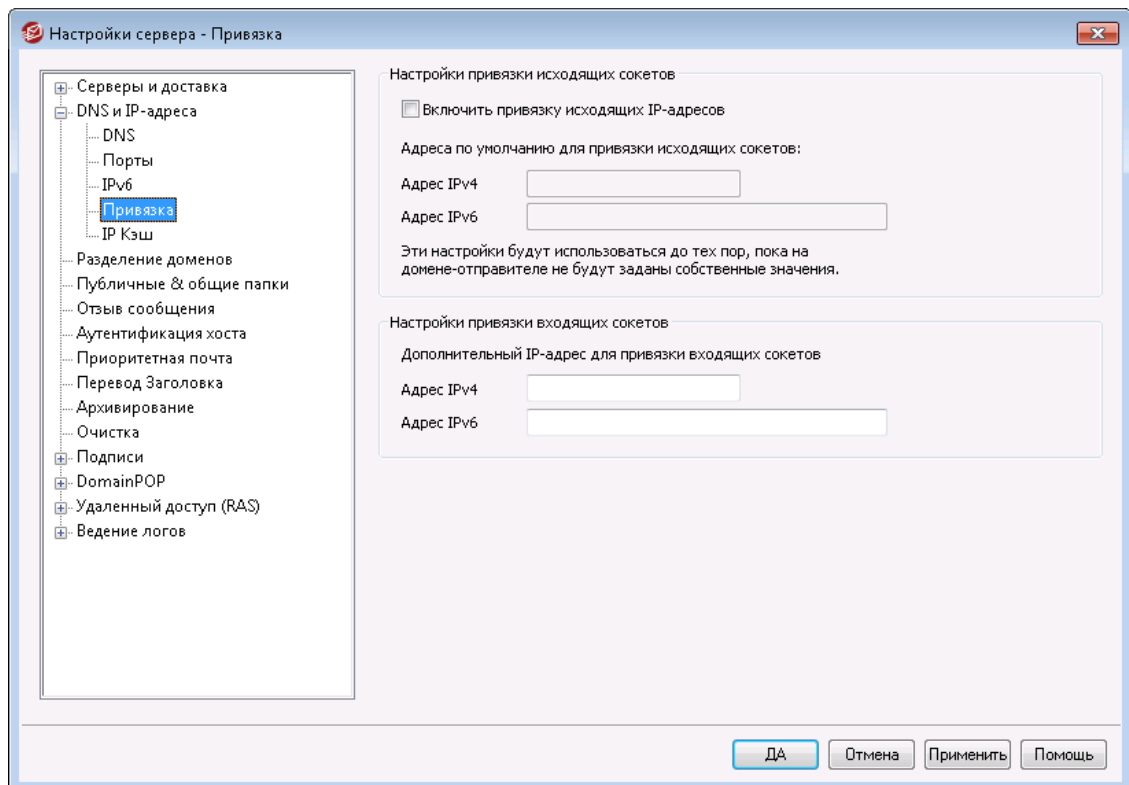 Настройки сервера - Привязка
Серверы и доставка
DNS и IP-адреса
DNS
Порты
IPv6
Привязка
IP Кэш
Разделение доменов
Публичные & общие папки
Отзыв сообщения
Аутентификация хоста
Приоритетная почта
Перевод Заголовка
Архивирование
Очистка
Подписи
DomainPOP
Удаленный доступ (RAS)
Ведение логов
Настройки привязки исходящих сокетов
Включить привязку исходящих IP-адресов
Адреса по умолчанию для привязки исходящих сокетов:
Адрес IPv4
Адрес IPv6
Эти настройки будут использоваться до тех пор, пока на
домене-отправителе не будут заданы собственные значения.
Настройки привязки входящих сокетов
Дополнительный IP-адрес для привязки входящих сокетов
Адрес IPv4
Адрес IPv6
ДА
Отмена
Применить
Помощь